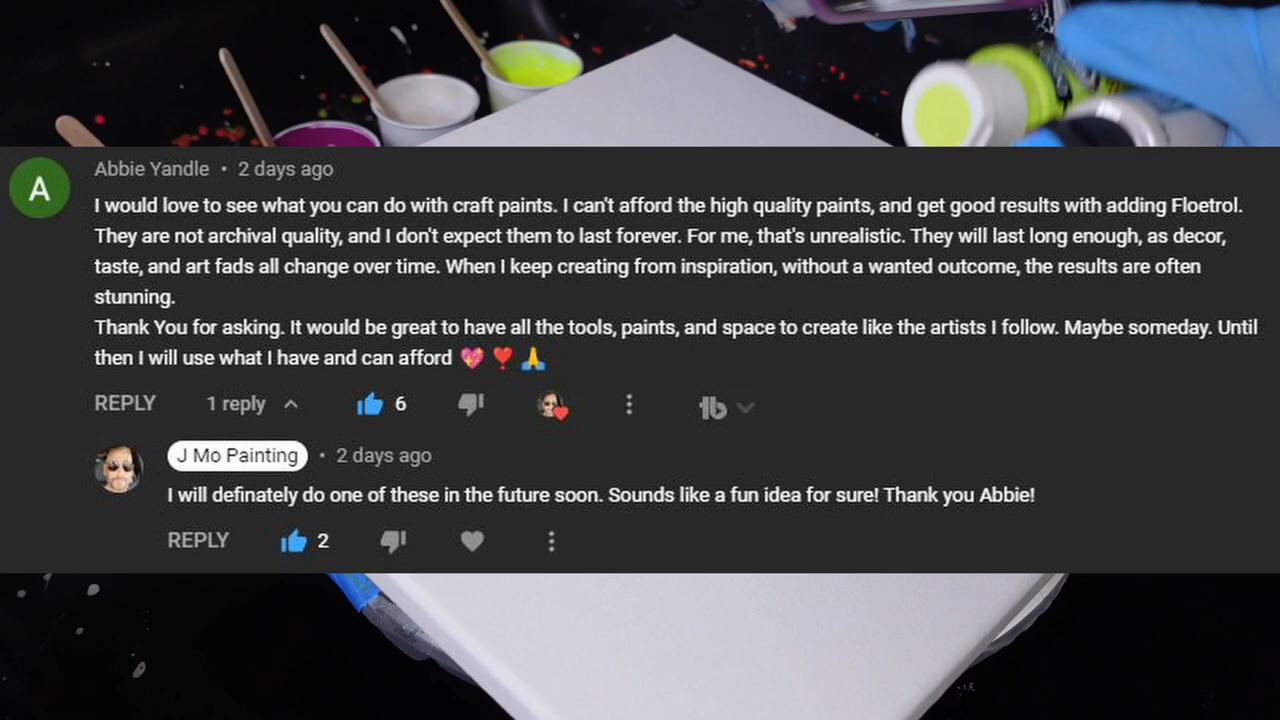 Abbie Yandle • 2 days ago
I would love to see what you can do with craft paints. I can't afford the high quality paints, and get good results with adding Floetrol.
They are not archival quality, and I don't expect them to last forever. For me, that's unrealistic. They will last long enough, as decor,
taste, and art fads all change over time. When I keep creating from inspiration, without a wanted outcome, the results are often
stunning.
Thank You for asking. It would be great to have all the tools, paints, and space to create like the artists I follow. Maybe someday. Until
then I will use what I have and can afford 💖 ❣️ 🙏
A
REPLY 1 reply 6
J Mo Painting • 2 days ago
I will definately do one of these in the future soon. Sounds like a fun idea for sure! Thank you Abbie!
REPLY 2